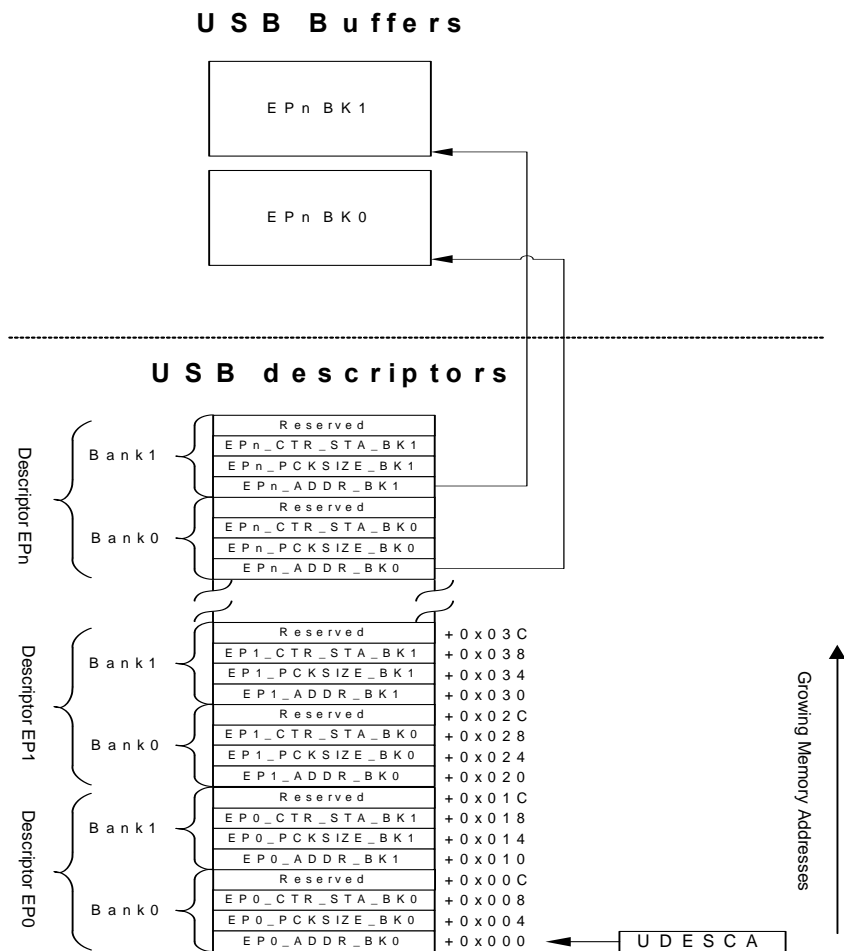 USB Buffers
EPn BK1
EPn BK0
USB descriptors
Descriptor EPn
Bank1
Reserved
EPn_CTR_STA_BK1
EPn_PCKSIZE_BK1
EPn_ADDR_BK1
Bank0
Reserved
EPn_CTR_STA_BK0
EPn_PCKSIZE_BK0
EPn_ADDR_BK0
Descriptor EP1
Bank1
Reserved +0x03C
EP1_CTR_STA_BK1 +0x038
EP1_PCKSIZE_BK1 +0x034
EP1_ADDR_BK1 +0x030
Bank0
Reserved +0x02C
EP1_CTR_STA_BK0 +0x028
EP1_PCKSIZE_BK0 +0x024
EP1_ADDR_BK0 +0x020
Descriptor EP0
Bank1
Reserved +0x01C
EP0_CTR_STA_BK1 +0x018
EP0_PCKSIZE_BK1 +0x014
EP0_ADDR_BK1 +0x010
Bank0
Reserved +0x00C
EP0_CTR_STA_BK0 +0x008
EP0_PCKSIZE_BK0 +0x004
EP0_ADDR_BK0 +0x000
UDESCA
Growing Memory Addresses